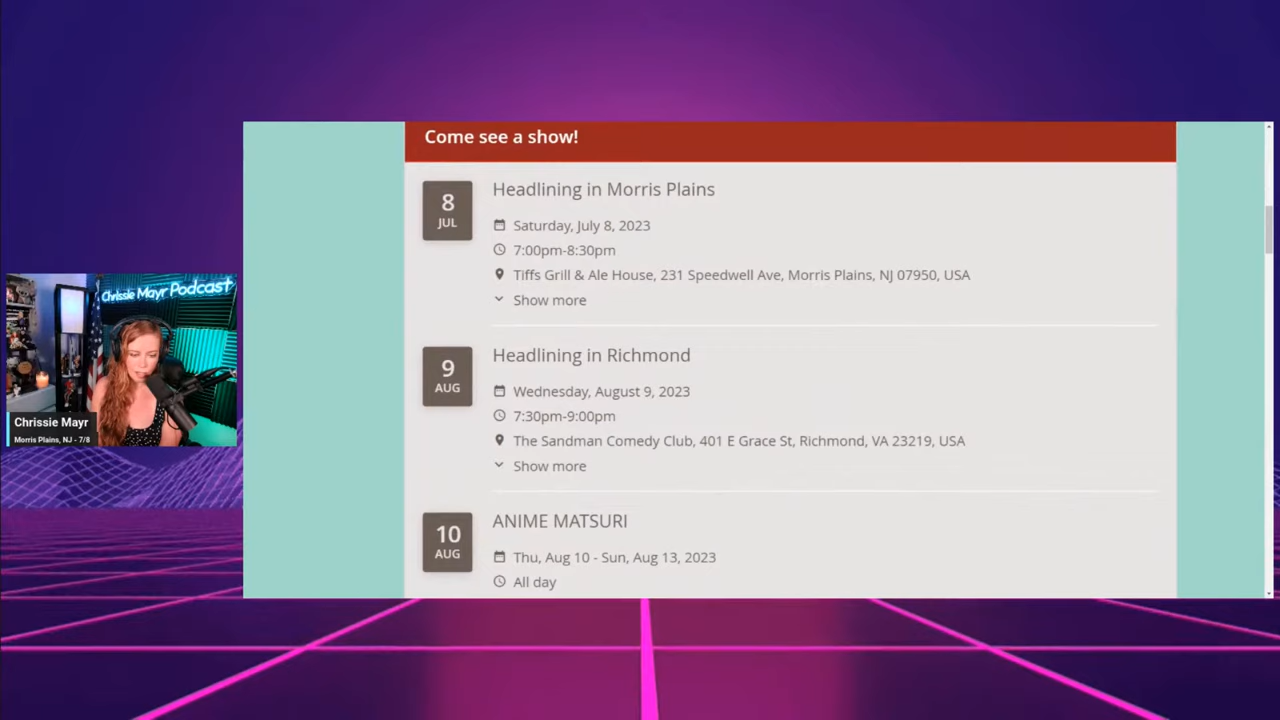 Come see a show!
8
JUL
Headlining in Morris Plains
Saturday, July 8, 2023
7:00pm-8:30pm
Tiffs Grill & Ale House, 231 Speedwell Ave, Morris Plains, NJ 07950, USA
Show more
9
AUG
Headlining in Richmond
Wednesday, August 9, 2023
7:30pm-9:00pm
The Sandman Comedy Club, 401 E Grace St, Richmond, VA 23219, USA
Show more
10
AUG
ANIME MATSURI
Thu, Aug 10 - Sun, Aug 13, 2023
All day
Chrissie Mayr Podcast
Chrissie Mayr
Morris Plains, NJ - 7/8